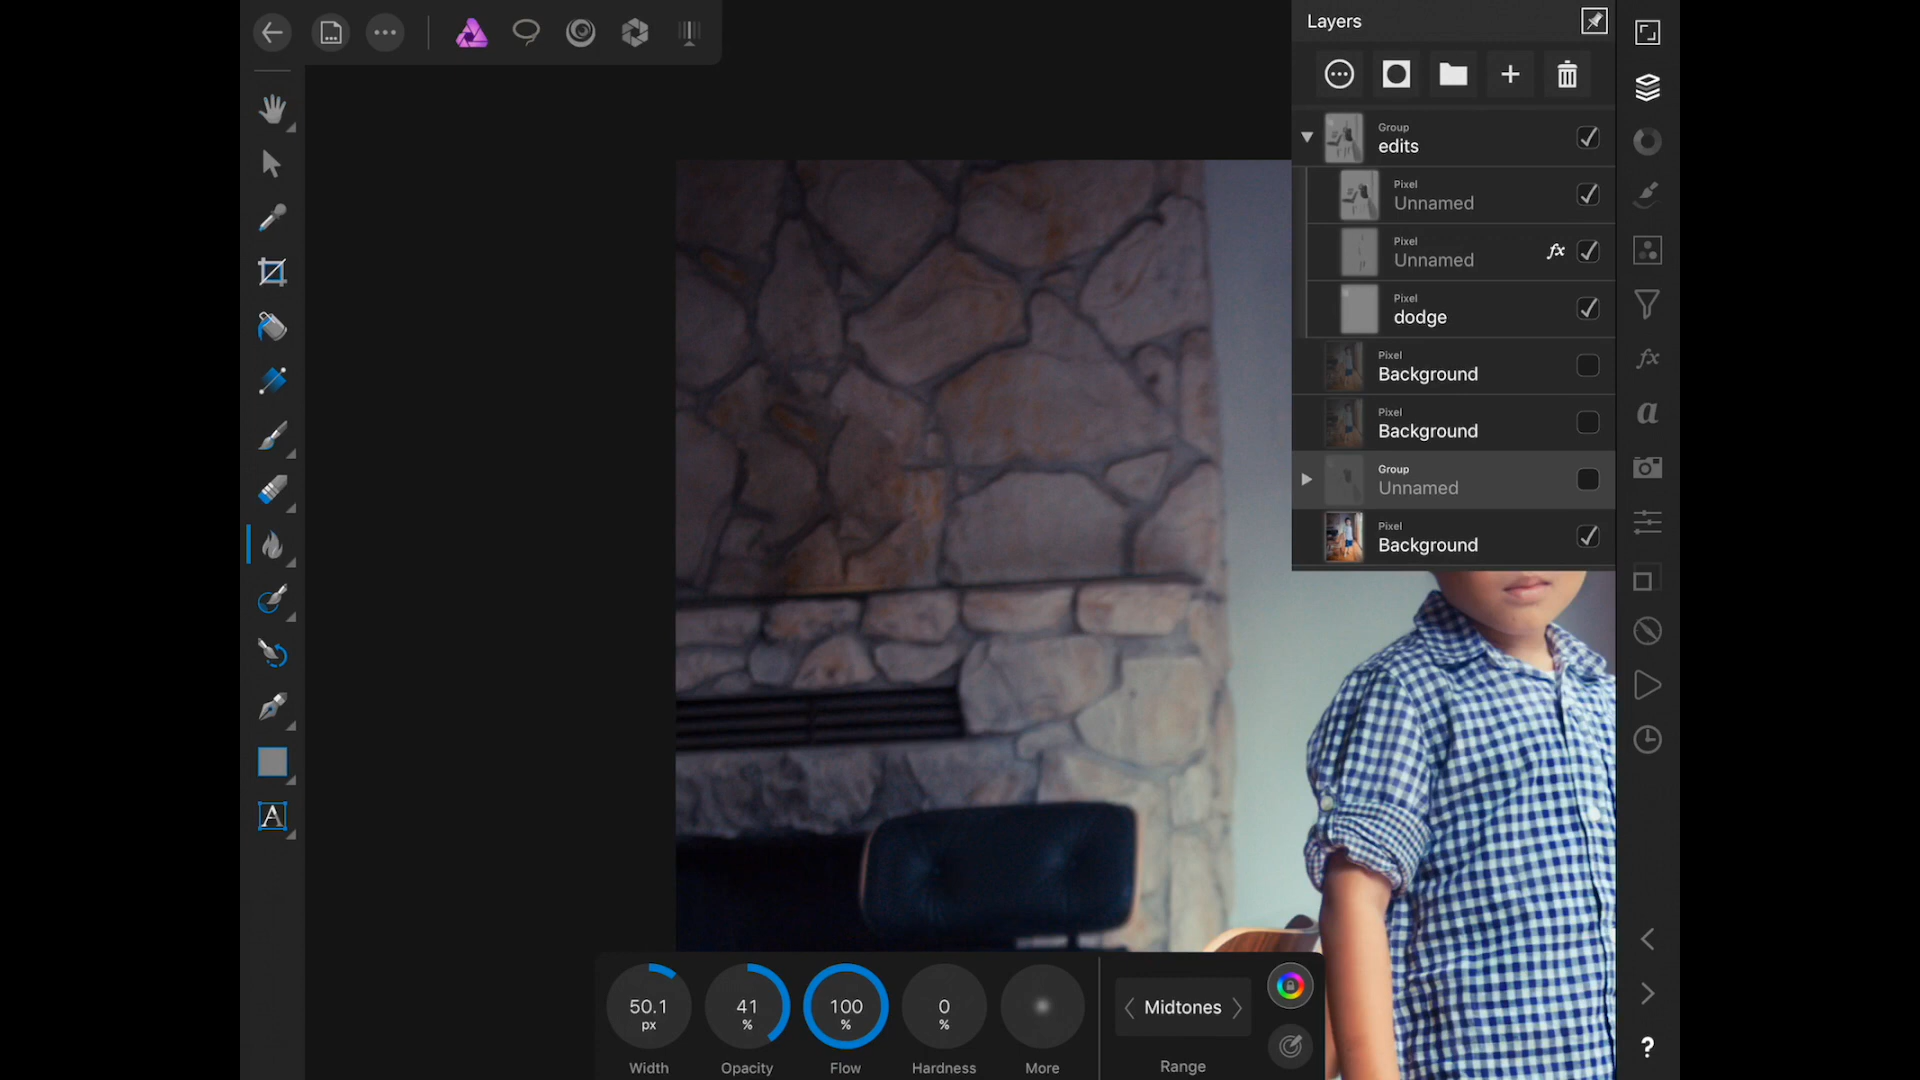 Layers
Group
edits
Pixel
Unnamed
Pixel
Unnamed
fx
Pixel
dodge
Pixel
Background
Pixel
Background
Group
Unnamed
Pixel
Background
fx
a
A
50.1
px
Width
41
%
Opacity
100
%
Flow
0
%
Hardness
More
Midtones
Range
?